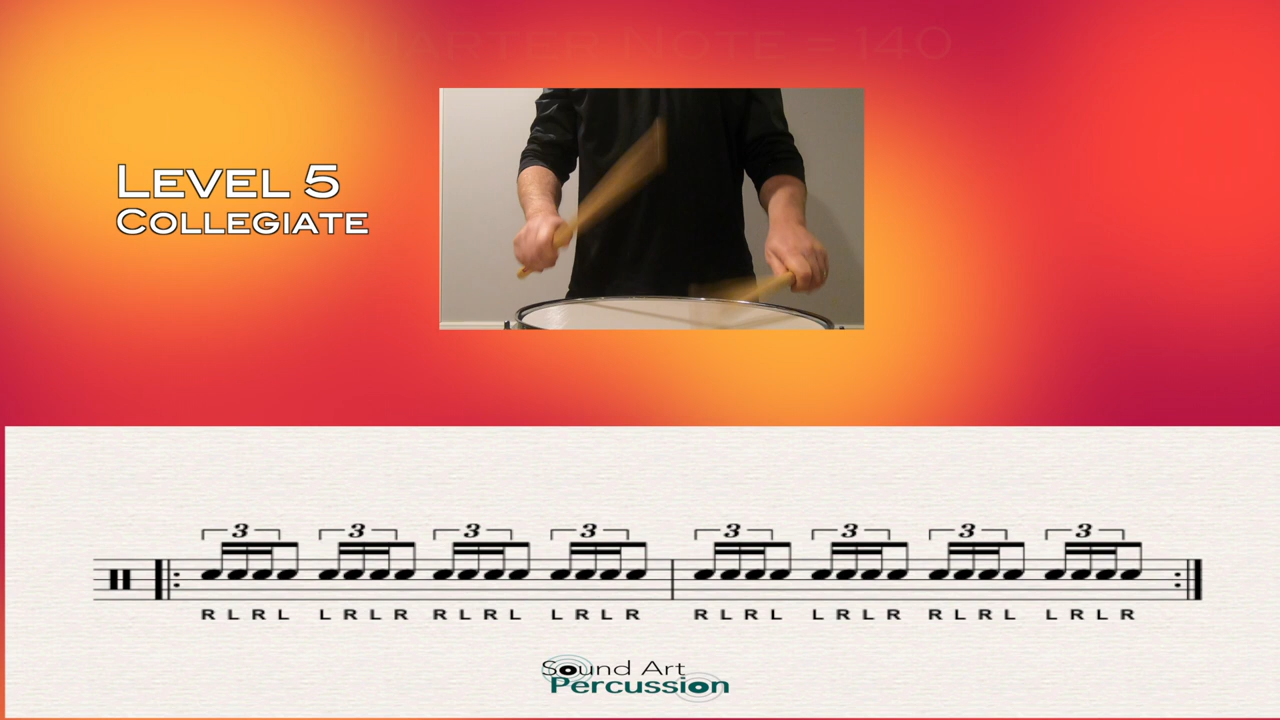 Quarter Note = 140
Level 5
Collegiate
3 3 3 3 3 3 3 3
R L R L L R L R R L R L L R L R R L R L L R L R R L R L L R L R
Sound Art
Percussion